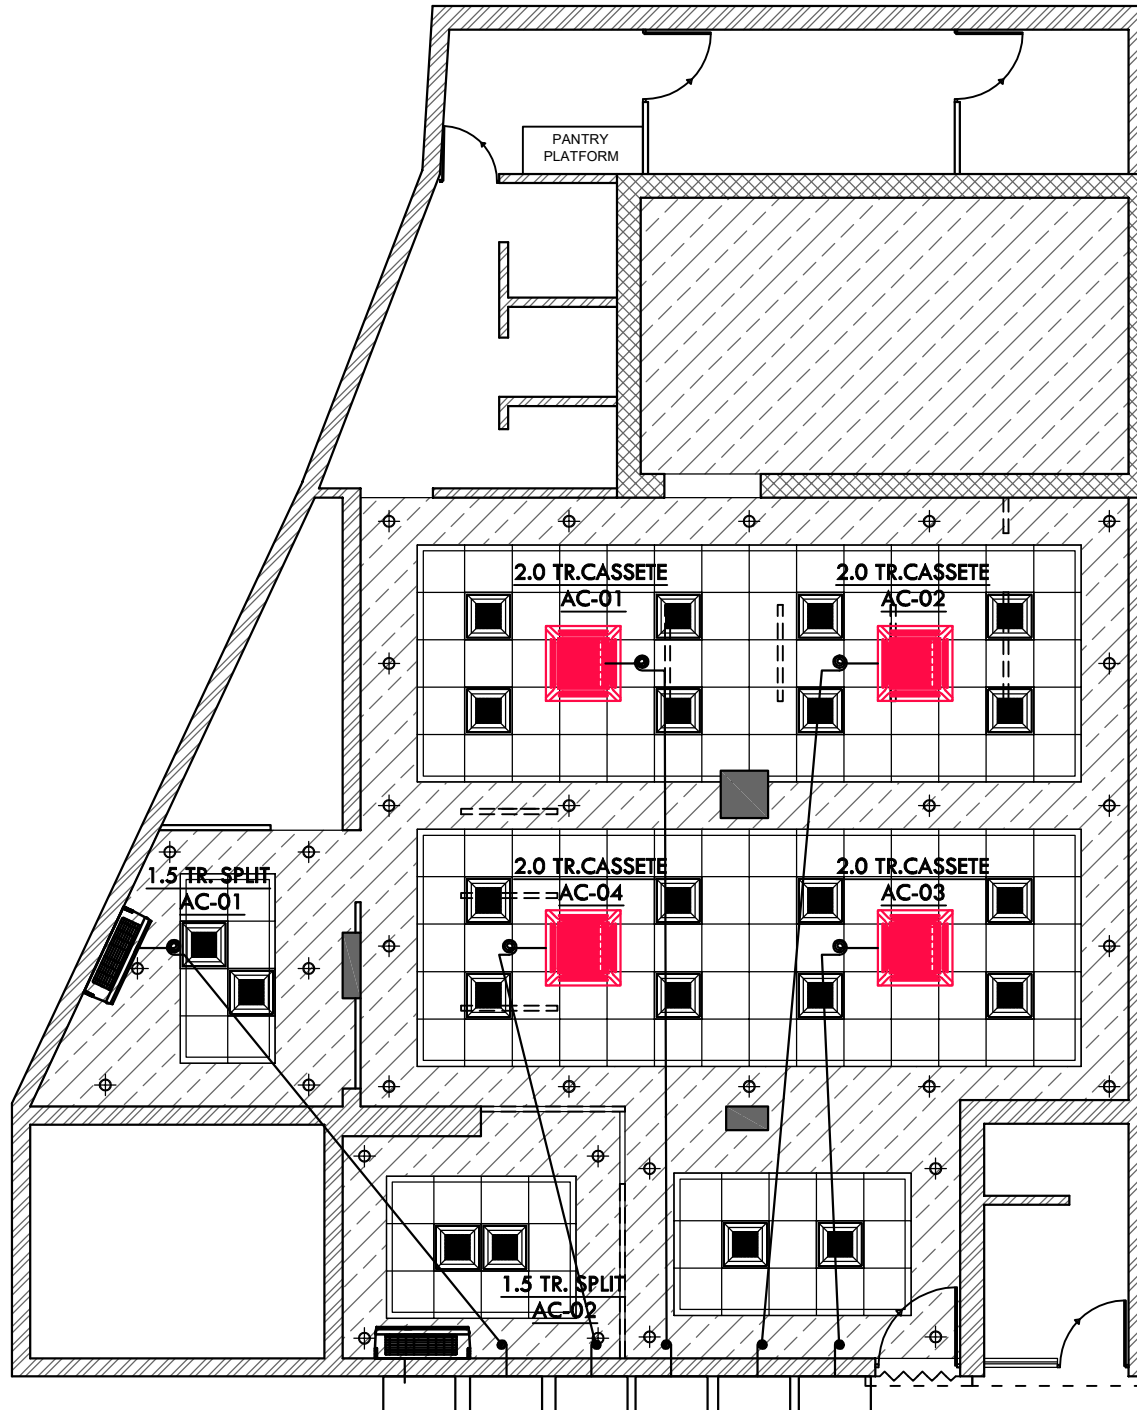 PANTRY
PLATFORM
2.0 TR.CASSETE
AC-01
2.0 TR.CASSETE
AC-02
1.5 TR. SPLIT
AC-01
2.0 TR.CASSETE
AC-04
2.0 TR.CASSETE
AC-03
1.5 TR. SPLIT
AC-02